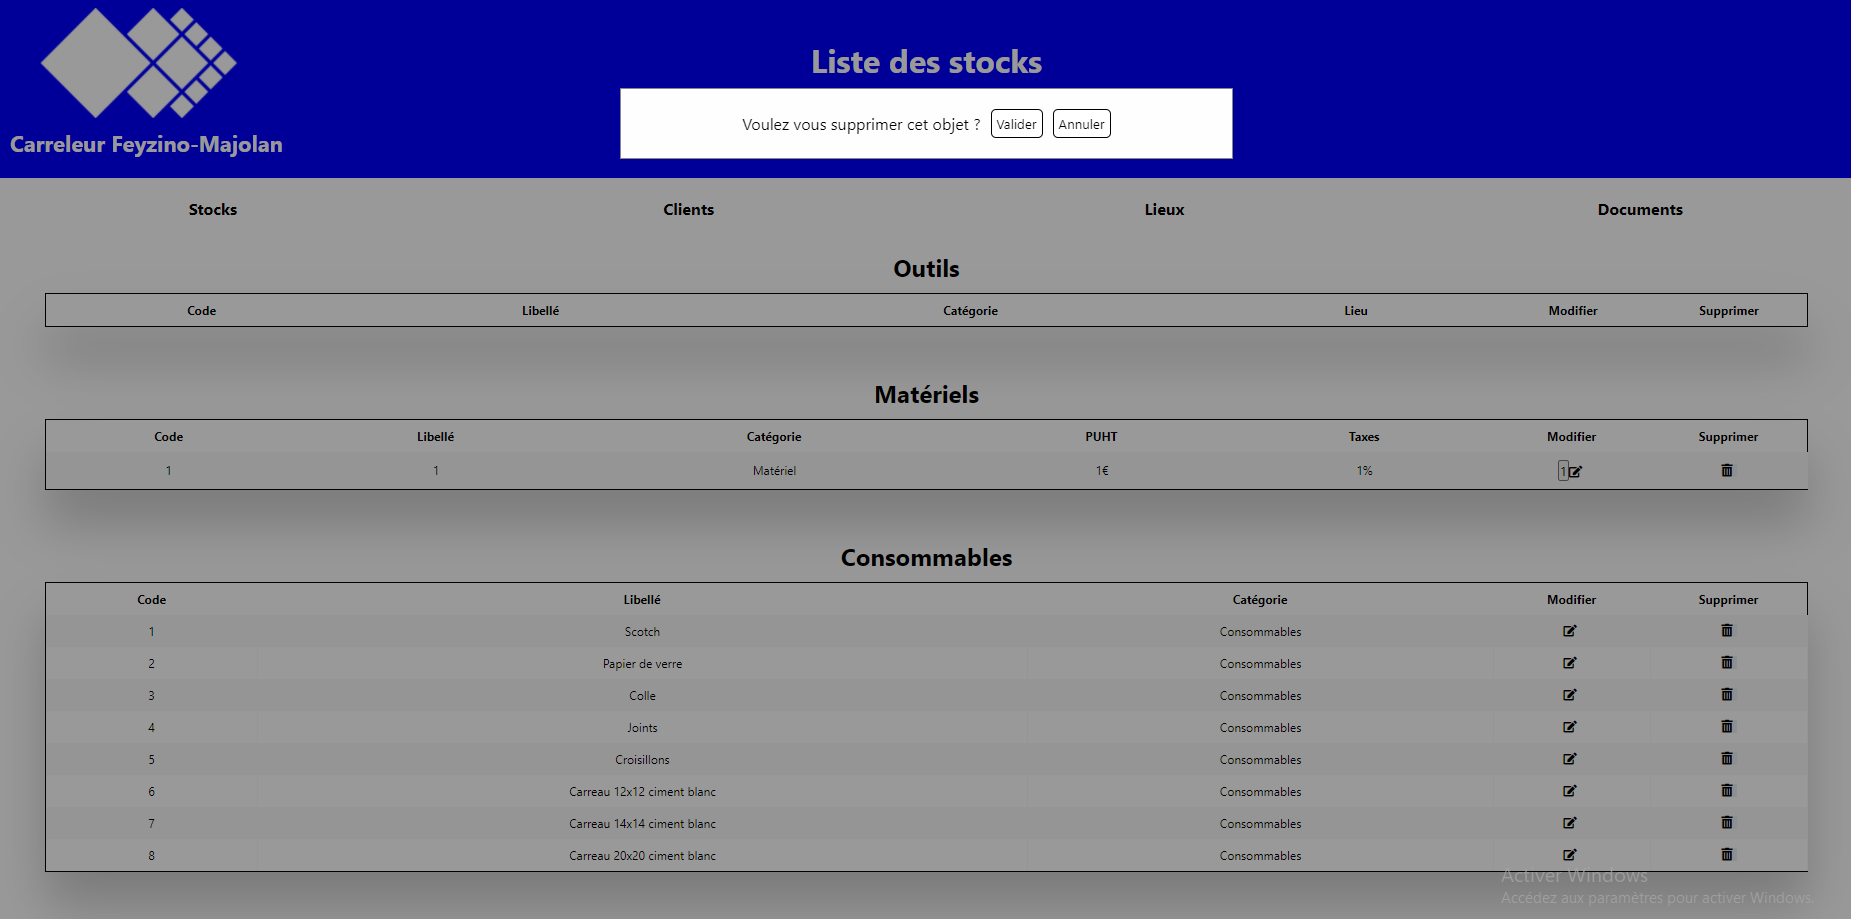 Liste des stocks
Voulez vous supprimer cet objet ? Valider Annuler
Carreleur Feyzino-Majolan
Stocks Clients Lieux Documents
Outils
Code Libellé Catégorie Lieu Modifier Supprimer
Matériels
Code Libellé Catégorie PUHT Taxes Modifier Supprimer
1 1 Matériel 1€ 1% 1
Consommables
Code Libellé Catégorie Modifier Supprimer
1 Scotch Consommables
2 Papier de verre Consommables
3 Colle Consommables
4 Joints Consommables
5 Croisillons Consommables
6 Carreau 12x12 ciment blanc Consommables
7 Carreau 14x14 ciment blanc Consommables
8 Carreau 20x20 ciment blanc Consommables
Activer Windows
Accédez aux paramètres pour activer Windows.